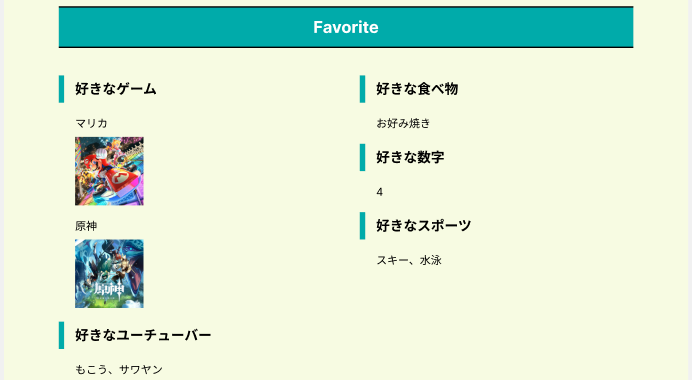 Favorite
好きなゲーム
マリカ
原神
原神
好きなユーチューバー
もこう、サワヤン
好きな食べ物
お好み焼き
好きな数字
4
好きなスポーツ
スキー、水泳